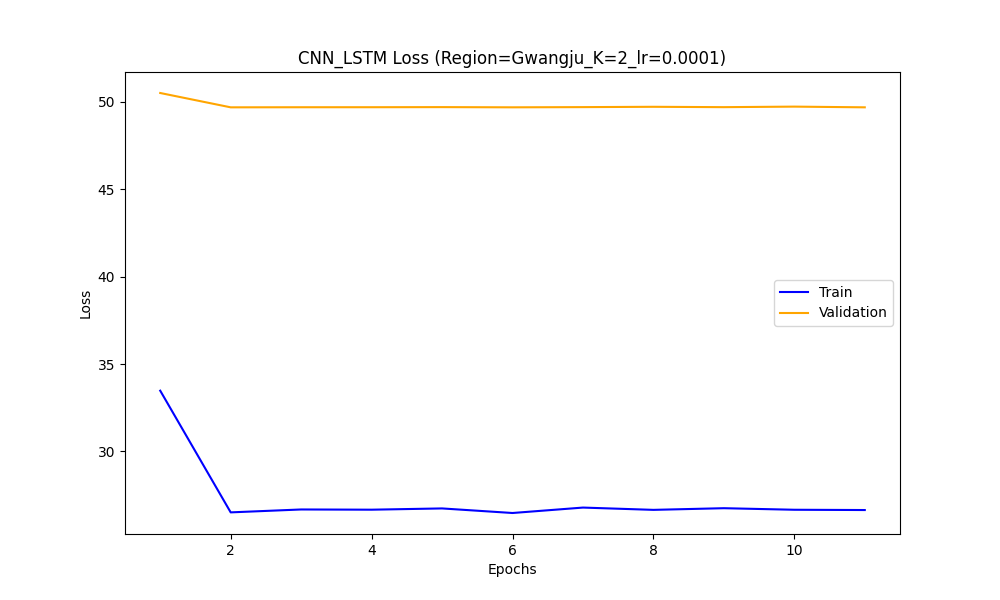 CNN_LSTM Loss (Region=Gwangju_K=2_lr=0.0001)
50
45
40
35
30
Loss
Train
Validation
2
4
6
8
10
Epochs